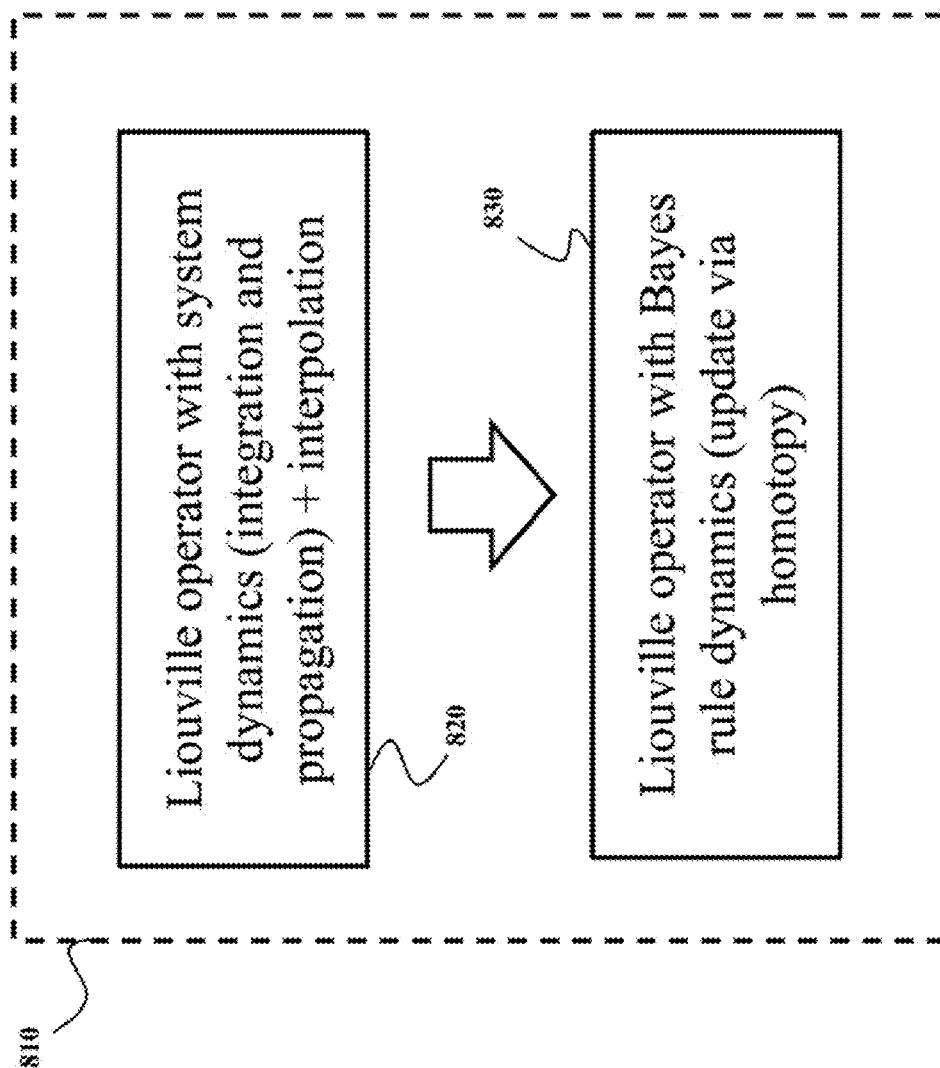 810
Liouville operator with system
dynamics (integration and
propagation) + interpolation
820
830
Liouville operator with Bayes
rule dynamics (update via
homotopy)